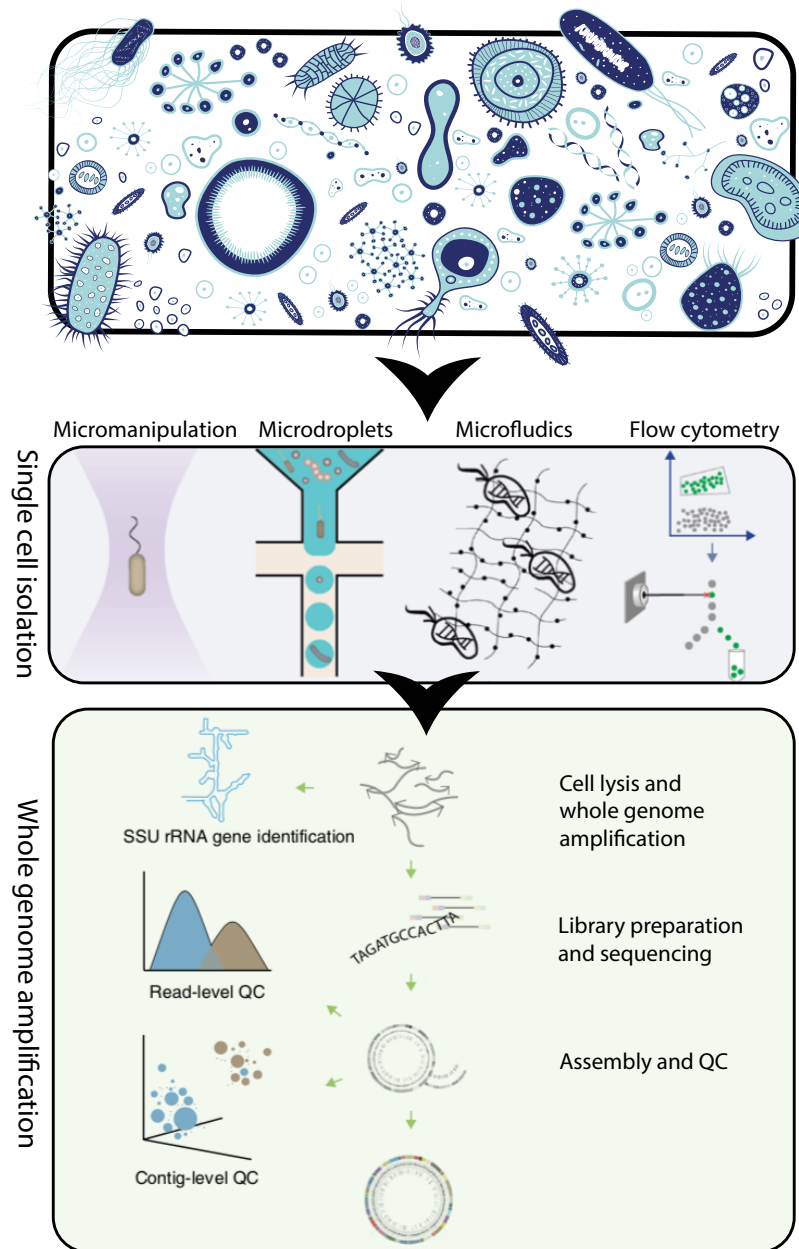 Micromanipulation
Microdroplets
Microfludics
Flow cytometry
Single cell isolation
Whole genome amplification
Cell lysis and
whole genome
amplification
SSU rRNA gene identification
TAGATGCCACTTA
Library preparation
and sequencing
Read-level QC
Assembly and QC
Contig-level QC